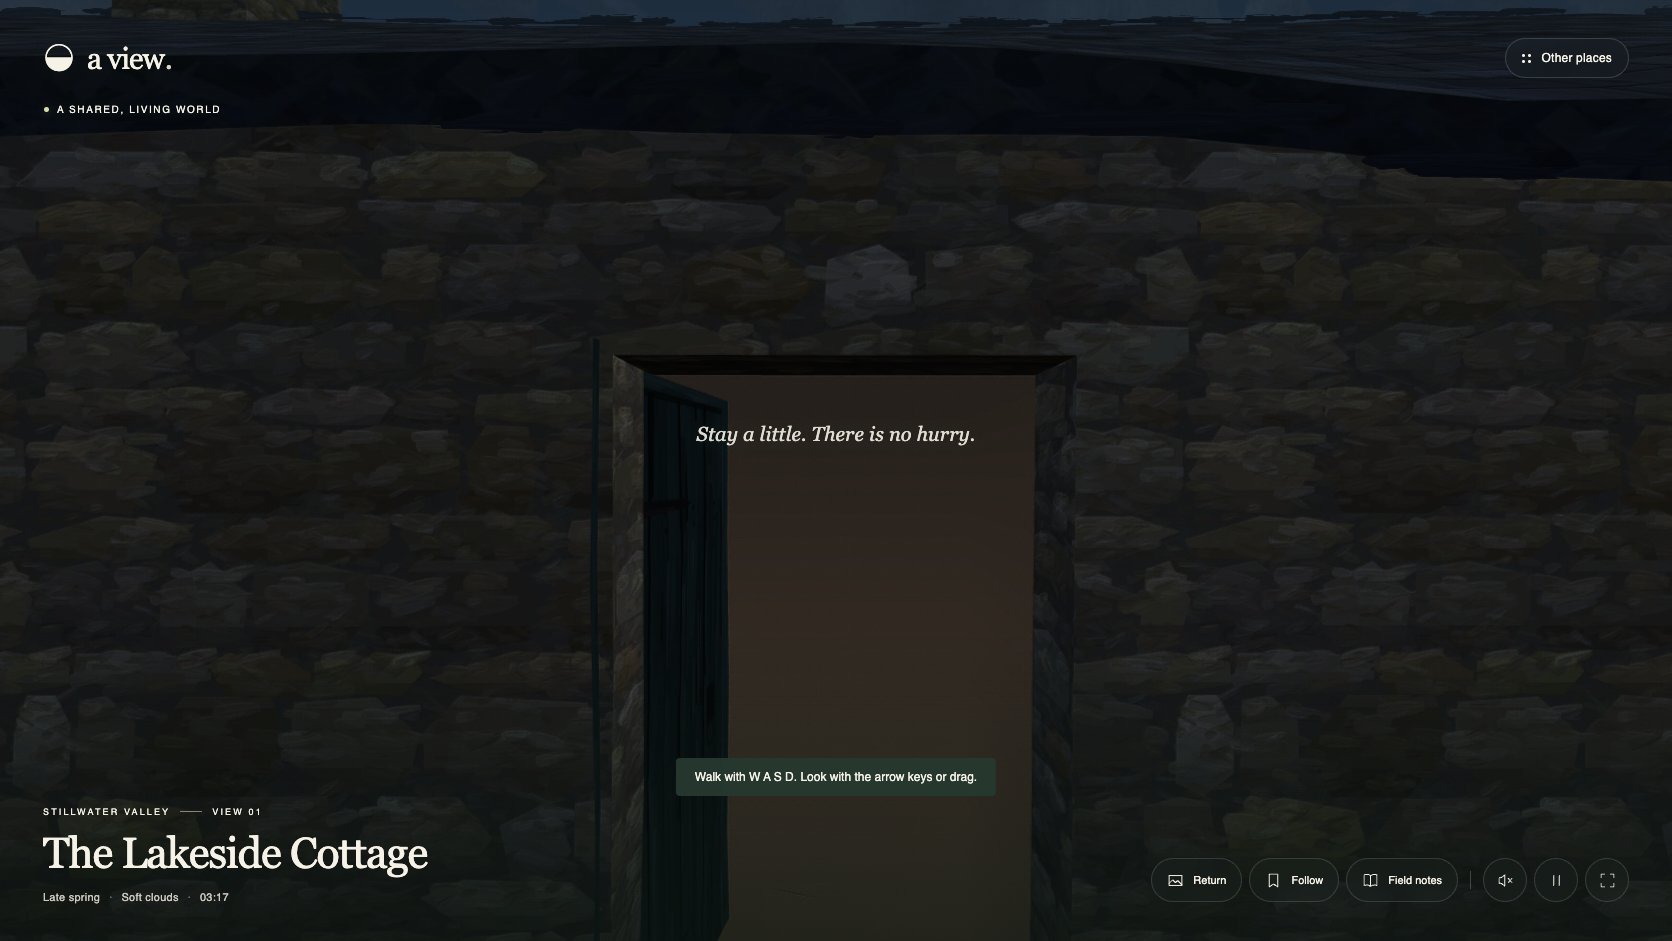 a view.
Other places
A SHARED, LIVING WORLD
Stay a little. There is no hurry.
Walk with W A S D. Look with the arrow keys or drag.
STILLWATER VALLEY — VIEW 01
The Lakeside Cottage
Late spring · Soft clouds · 03:17
Return
Follow
Field notes